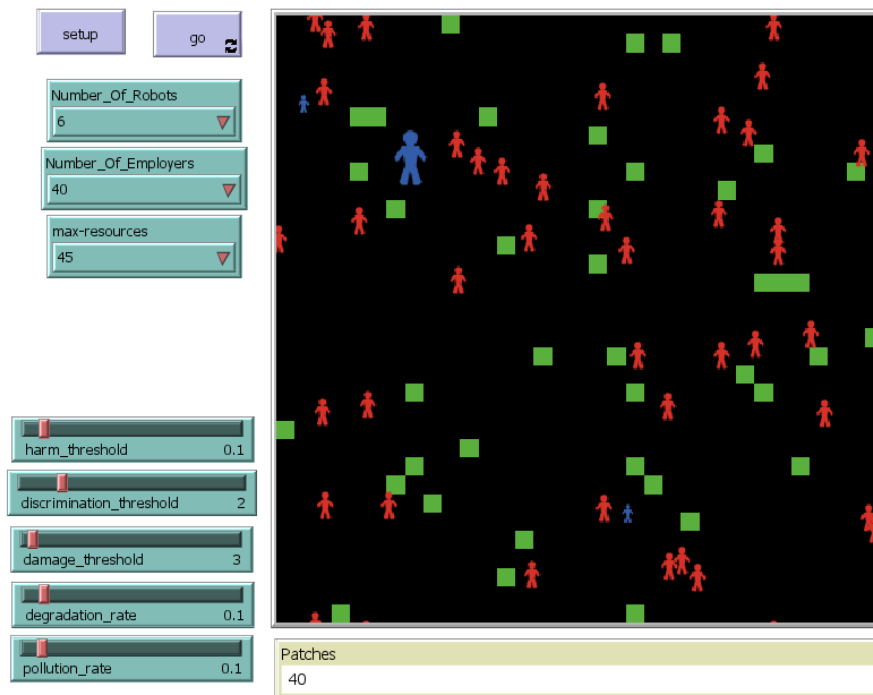 setup
go
Number_Of_Robots
6
Number_Of_Employers
40
max-resources
45
harm_threshold 0.1
discrimination_threshold 2
damage_threshold 3
degradation_rate 0.1
pollution_rate 0.1
Patches
40